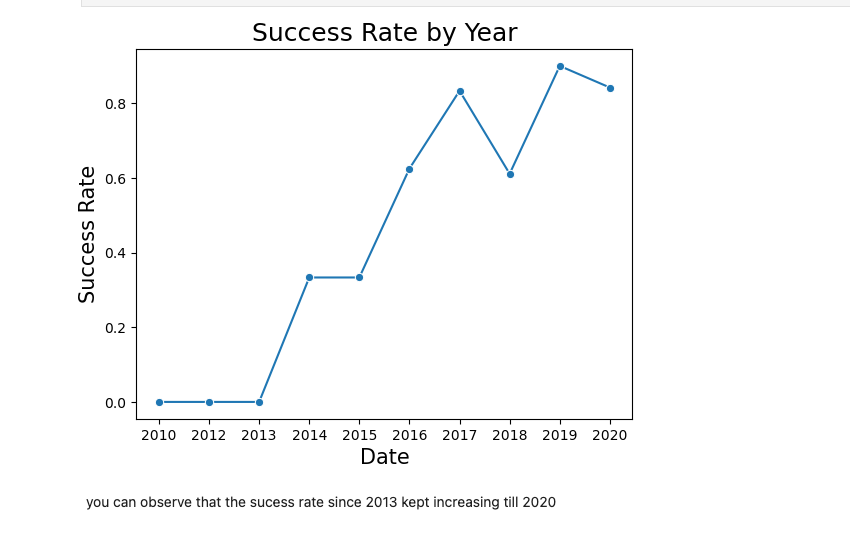 Success Rate by Year
Success Rate
0.8
0.6
0.4
0.2
0.0
2010 2012 2013 2014 2015 2016 2017 2018 2019 2020
Date
you can observe that the sucess rate since 2013 kept increasing till 2020